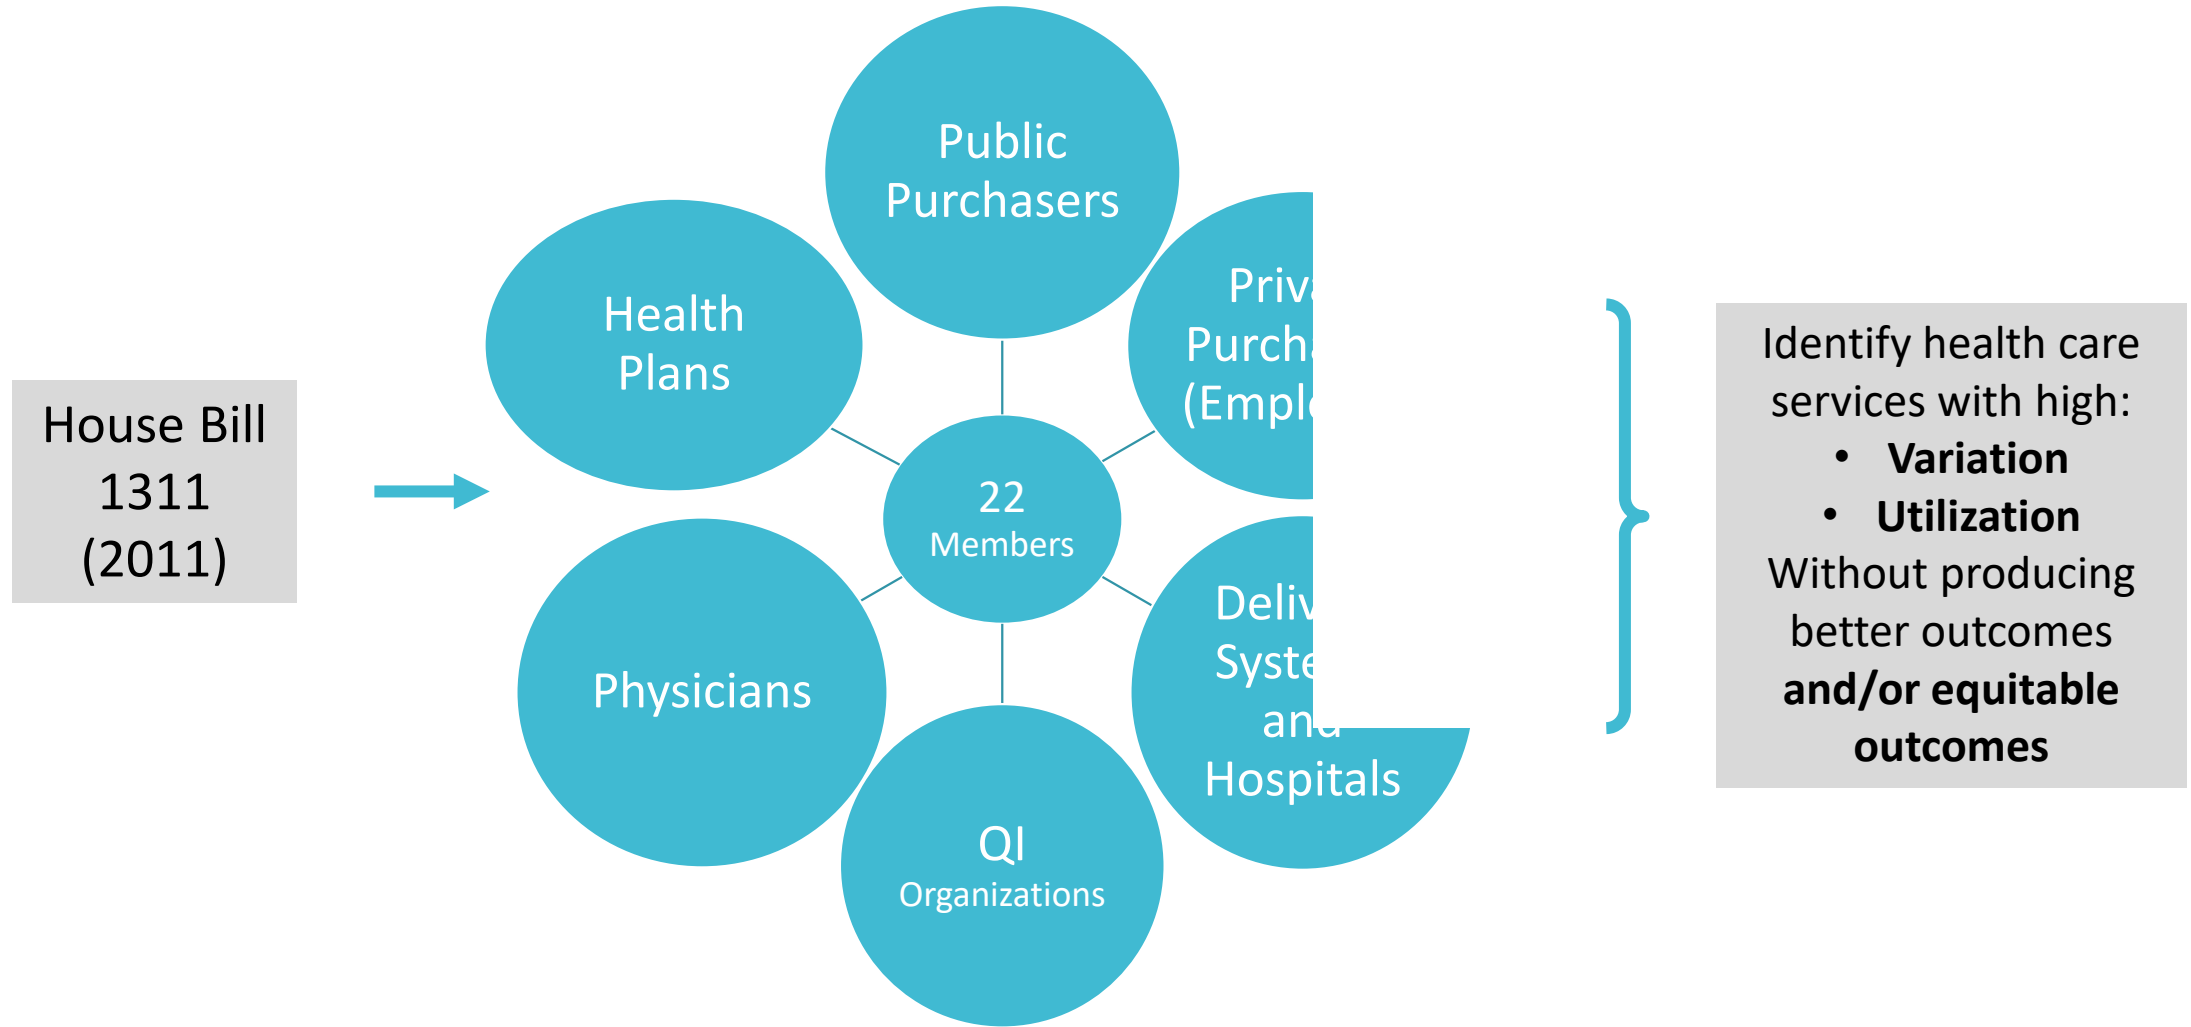 House Bill
1311
(2011)
Public
Purchasers
Health
Plans
22
Members
Physicians
QI
Organizations
and
Hospitals
Identify health care
services with high:
• Variation
• Utilization
Without producing
better outcomes
and/or equitable
outcomes